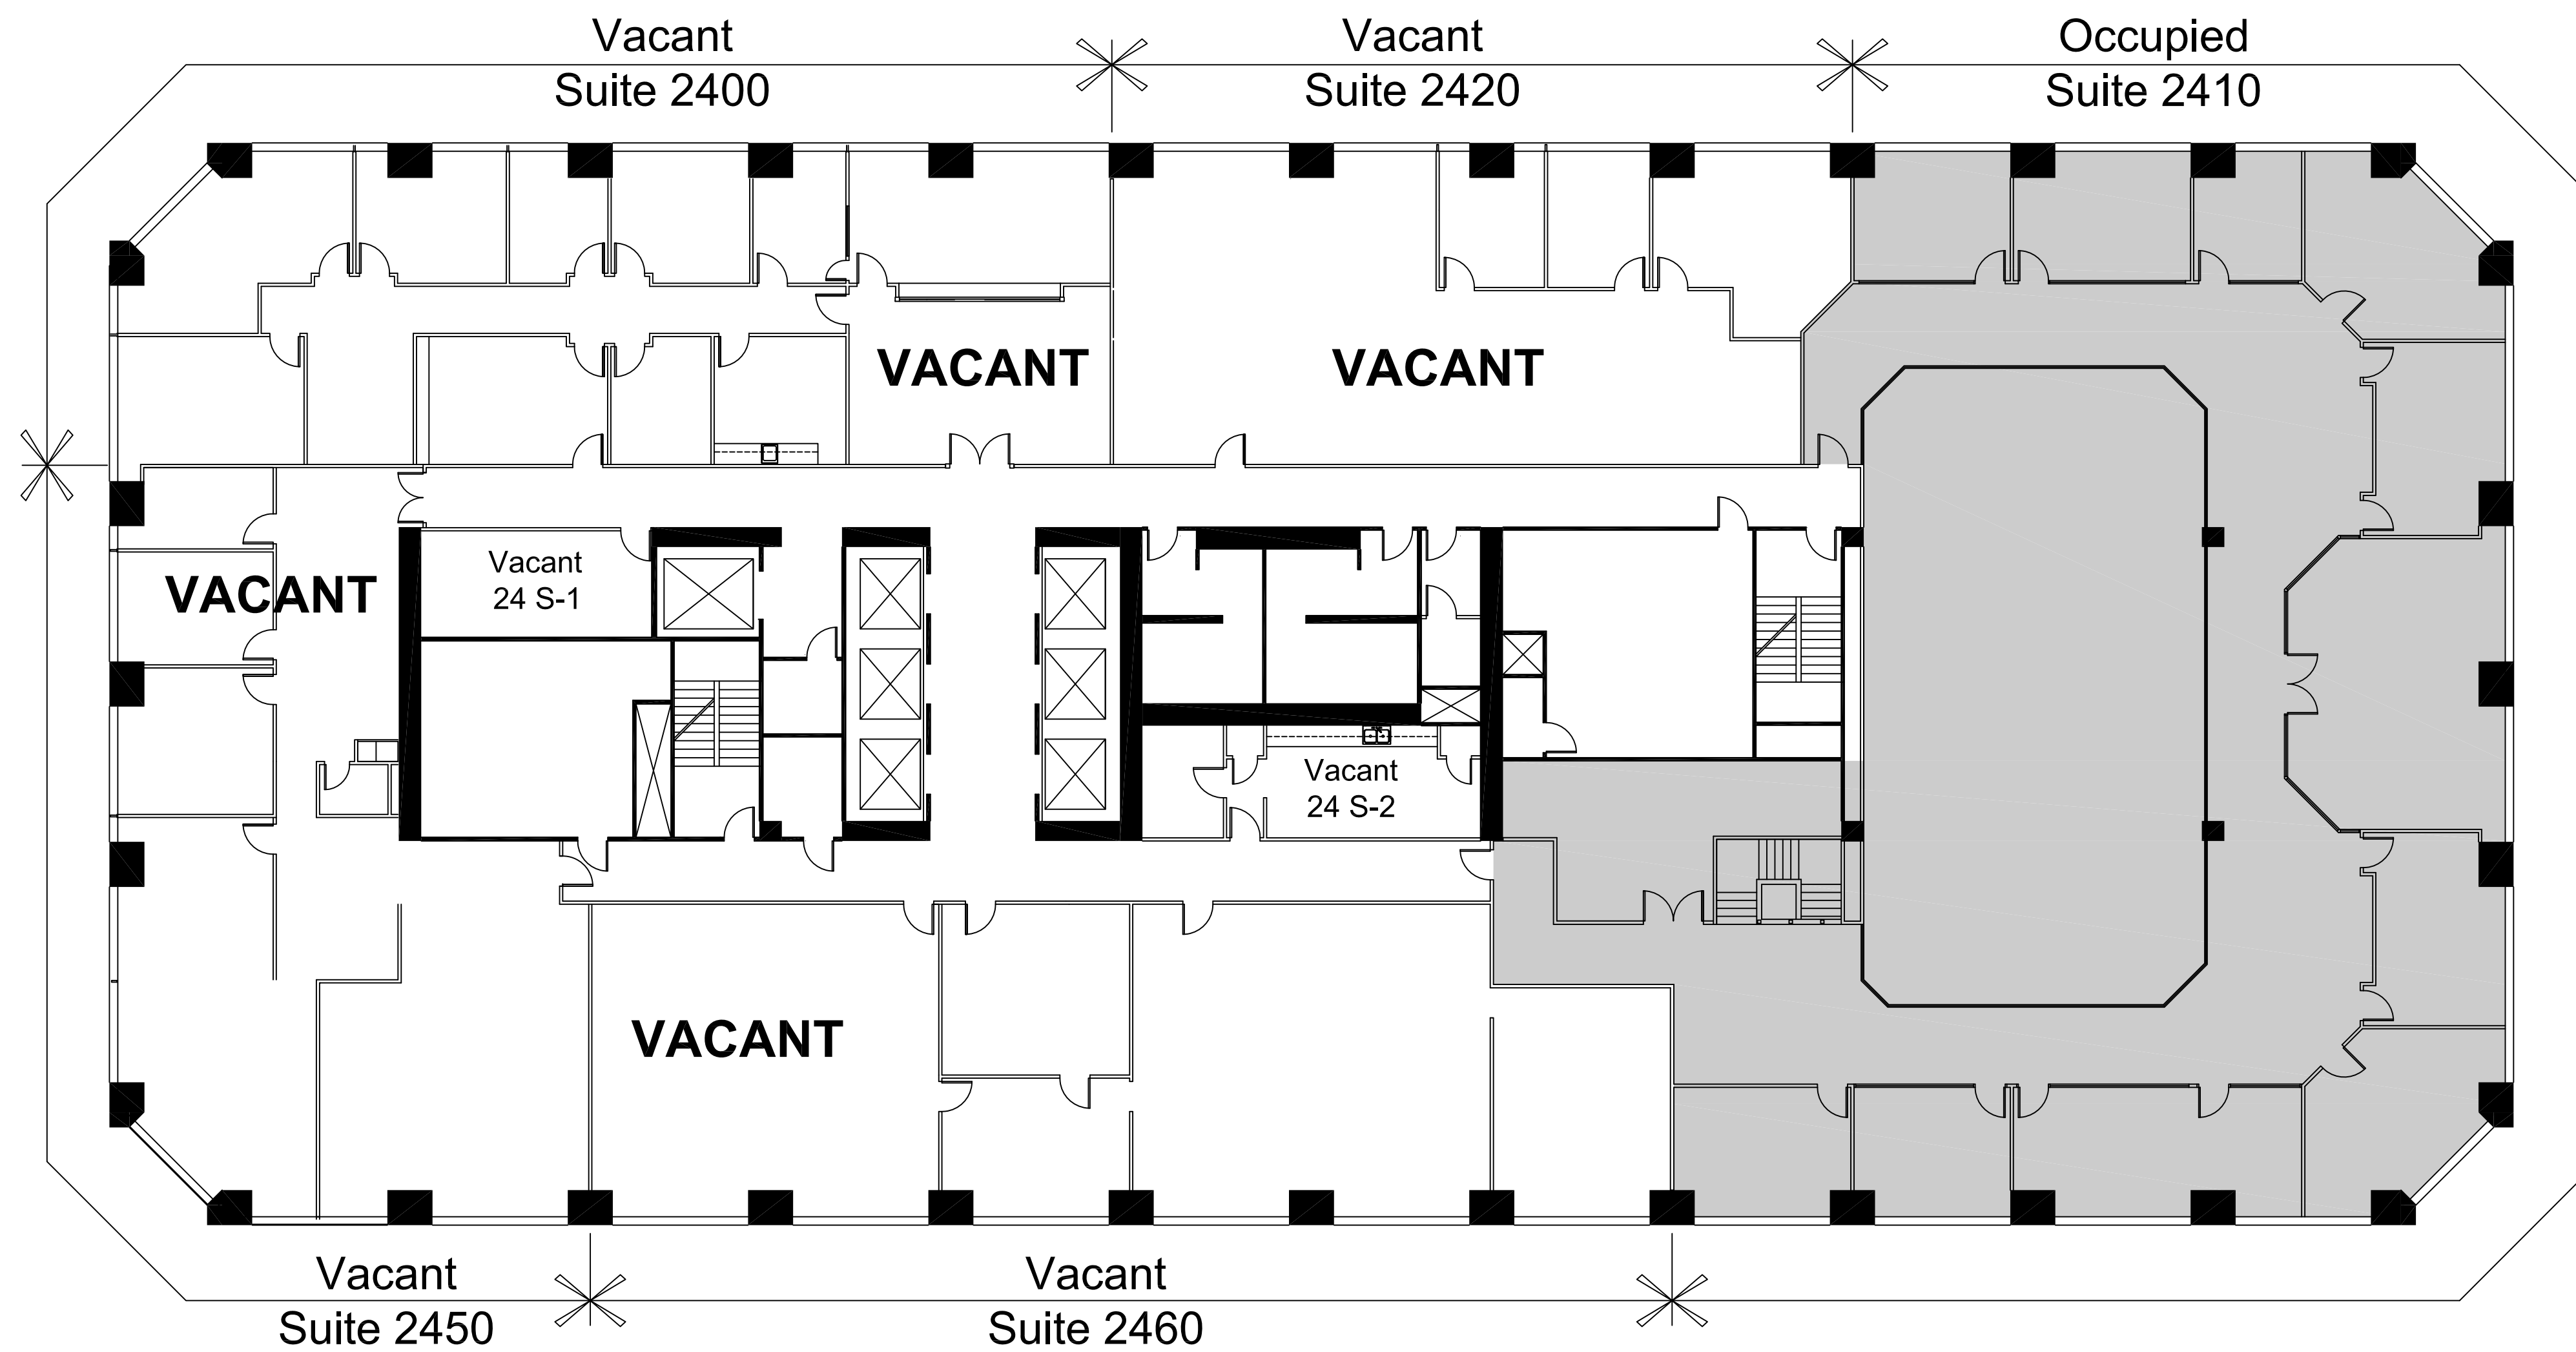 Vacant
Suite 2400
Vacant
Suite 2420
Occupied
Suite 2410
VACANT
VACANT
Vacant
24 S-1
VACANT
Vacant
24 S-2
VACANT
Vacant
Suite 2450
Vacant
Suite 2460